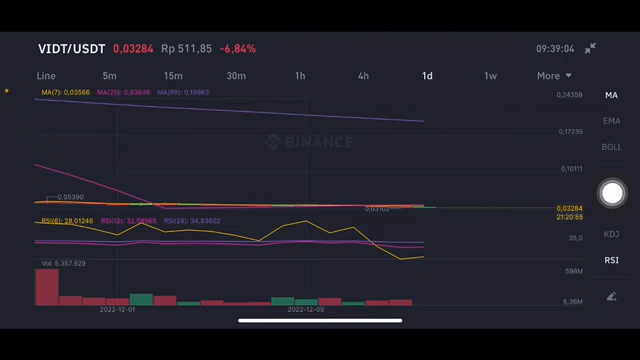 VIDT/USDT 0,03284 Rp 511,85 -6,84% 09:39:04
Line 5m 15m 30m 1h 4h 1d 1w More
MA(7): 0,03566 MA(25): 0,03848 MA(99): 0,19963
0,24359
MA
EMA
0,17235
BINANCE
BOLL
0,10111
0,05390
0,03102
0,03284
21:20:55
RSI(6): 28,01246 RSI(12): 32,98565 RSI(24): 34,83602
KDJ
35,0
RSI
Vol: 5.367.929
598M
5,36M
2022-12-01 2022-12-09